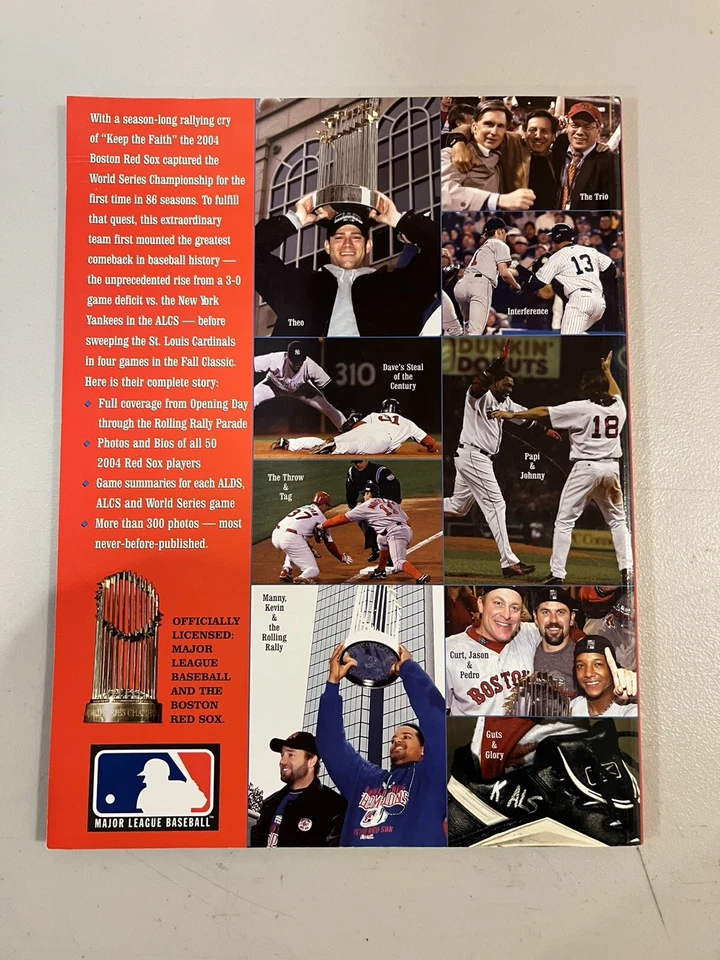 With a season-long rallying cry
of “Keep the Faith” the 2004
Boston Red Sox captured the
World Series Championship for the
first time in 86 seasons. To fulfill
that quest, this extraordinary
team first mounted the greatest
comeback in baseball history —
the unprecedented rise from a 3-0
game deficit vs. the New York
Yankees in the ALCS — before
sweeping the St. Louis Cardinals
in four games in the Fall Classic.
Here is their complete story:
Full coverage from Opening Day
through the Rolling Rally Parade
Photos and Bios of all 50
2004 Red Sox players
Game summaries for each ALDS,
ALCS and World Series game
More than 300 photos — most
never-before-published.
OFFICIALLY
LICENSED:
MAJOR
LEAGUE
BASEBALL
AND THE
BOSTON
RED SOX.
MAJOR LEAGUE BASEBALL™
Theo
The Trio
13
Interference
310
Dave's Steal
of the
Century
DUNKIN'
DONUTS
18
Papi
&
Johnny
The Throw
&
Tag
Manny,
Kevin
&
the
Rolling
Rally
Curt, Jason
&
Pedro
BOSTON
Guts
&
Glory
K ALS